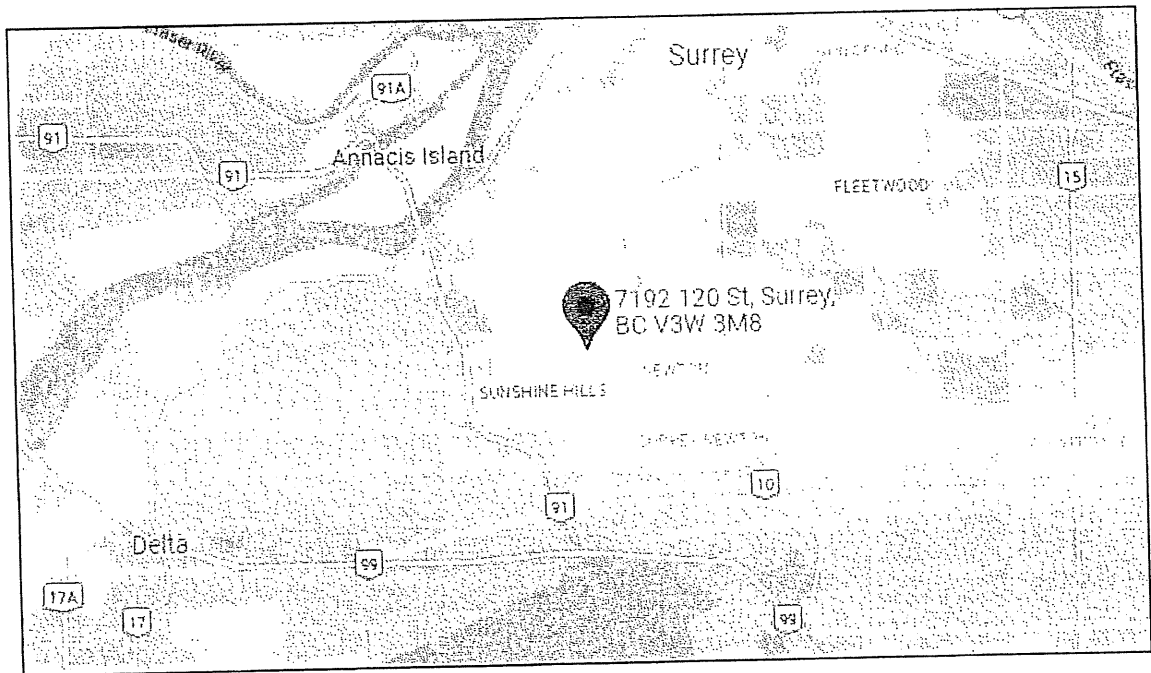 Surrey
91A
91
Annacis Island
91
FLEETWOOD
15
7192 120 St, Surrey,
BC V3W 3M8
NEWTON
SUNSHINE HILLS
10
91
Delta
99
17A
17
99